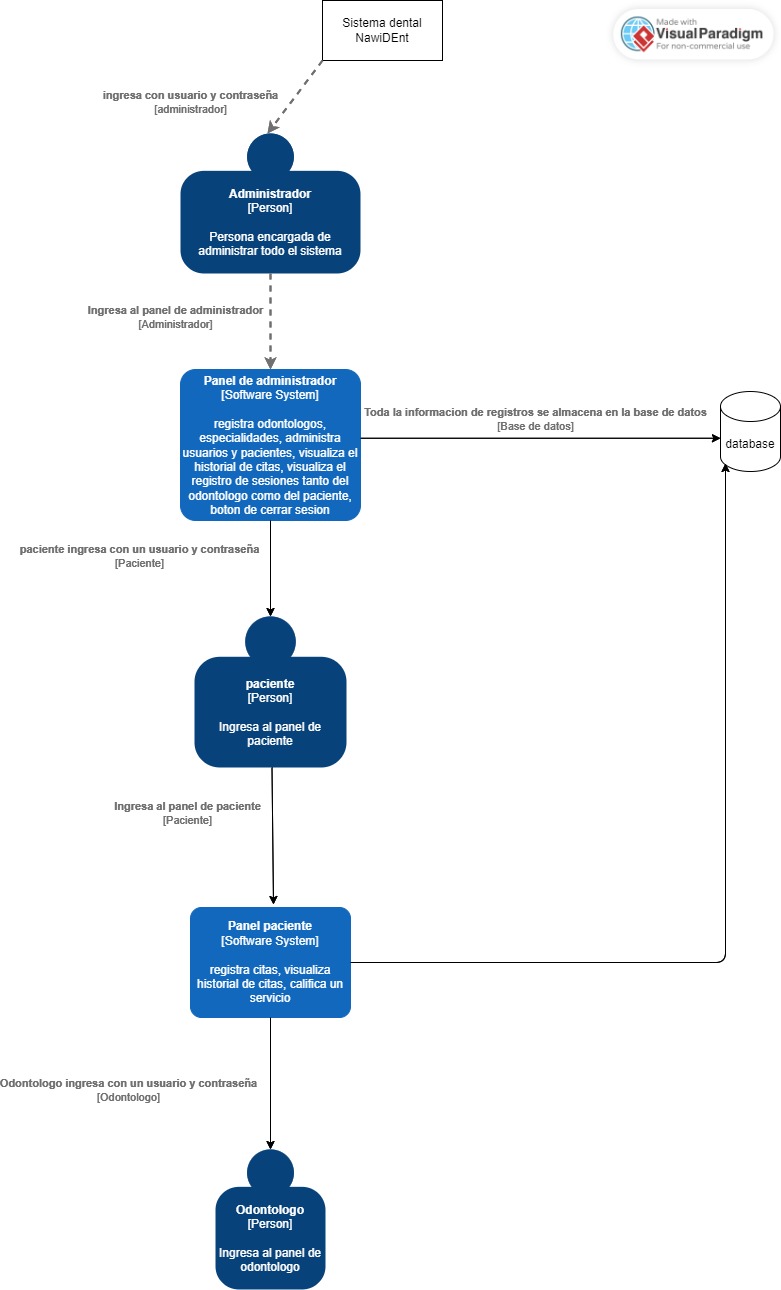 Sistema dental
NawiDEnt
Made with
VisualParadigm
For non-commercial use
ingresa con usuario y contraseña
[administrador]
Administrador
[Person]
Persona encargada de
administrar todo el sistema
Ingresa al panel de administrador
[Administrador]
Panel de administrador
[Software System]
registra odontologos,
especialidades, administra
usuarios y pacientes, visualiza el
historial de citas, visualiza el
registro de sesiones tanto del
odontologo como del paciente,
boton de cerrar sesion
Toda la informacion de registros se almacena en la base de datos
[Base de datos]
database
paciente ingresa con un usuario y contraseña
[Paciente]
paciente
[Person]
Ingresa al panel de
paciente
Ingresa al panel de paciente
[Paciente]
Panel paciente
[Software System]
registra citas, visualiza
historial de citas, califica un
servicio
Odontologo ingresa con un usuario y contraseña
[Odontologo]
Odontologo
[Person]
Ingresa al panel de
odontologo